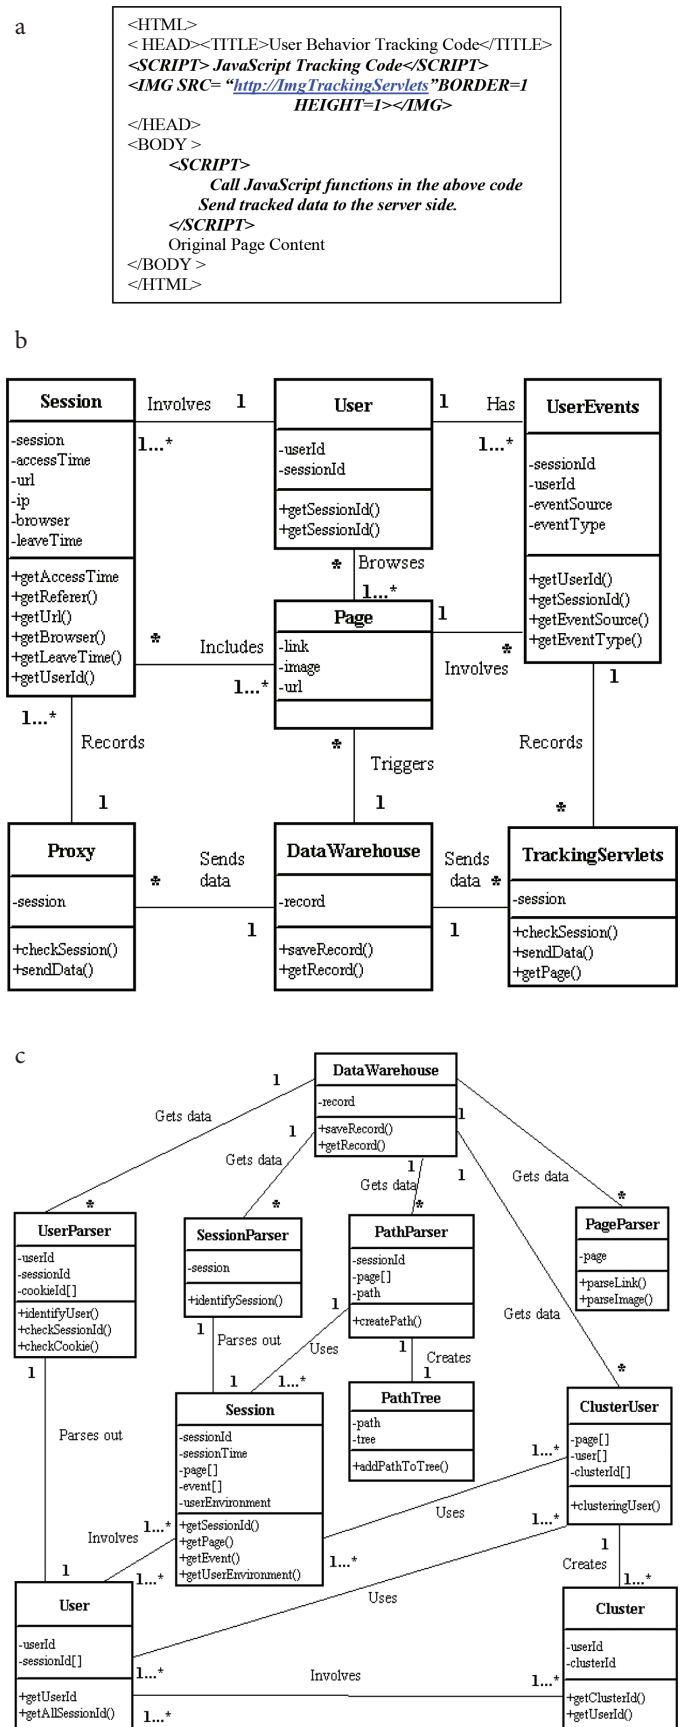 a
<HTML>
< HEAD><TITLE>User Behavior Tracking Code</TITLE>
<SCRIPT> JavaScript Tracking Code</SCRIPT>
<IMG SRC= “http://ImgTrackingServlets”BORDER=1
HEIGHT=1></IMG>
</HEAD>
<BODY >
<SCRIPT>
Call JavaScript functions in the above code
Send tracked data to the server side.
</SCRIPT>
Original Page Content
</BODY >
</HTML>
b
Session
-session
-accessTime
-url
-ip
-browser
-leaveTime
+getAccessTime
+getReferer()
+getUrl()
+getBrowser()
+getLeaveTime()
+getUserId()
Involves
1
1...*
User
-userId
-sessionId
+getSessionId()
+getSessionId()
1
Has
1...*
UserEvents
-sessionId
-userId
-eventSource
-eventType
+getUserId()
+getSessionId()
+getEventSource()
+getEventType()
*
Browses
1...*
*
Includes
1...*
Page
-link
-image
-url
1
*
Involves
1...*
Records
1
*
Triggers
1
1
Records
*
Proxy
-session
+checkSession()
+sendData()
Sends
data
*
1
DataWarehouse
-record
+saveRecord()
+getRecord()
Sends
data
*
1
TrackingServlets
-session
+checkSession()
+sendData()
+getPage()
c
DataWarehouse
-record
+saveRecord()
+getRecord()
1
Gets data
*
1
Gets data
*
1
Gets data
*
1
Gets data
*
1
Gets data
*
UserParser
-userId
-sessionId
-cookieId[]
+identifyUser()
+checkSessionId()
+checkCookie()
SessionParser
-session
+identifySession()
PathParser
-sessionId
-page[]
-path
+createPath()
PageParser
-page
+parseLink()
+parseImage()
1
Parses out
1
1
Uses
1...*
1
Creates
1
1
Parses out
1
Session
-sessionId
-sessionTime
-page[]
-event[]
-userEnvironment
+getSessionId()
+getPage()
+getEvent()
+getUserEnvironment()
PathTree
-path
-tree
+addPathToTree()
ClusterUser
-page[]
-user[]
-clusterId[]
+clusteringUser()
Involves
1...*
1...*
1...*
Uses
1...*
1...*
Uses
1...*
1
Creates
1...*
User
-userId
-sessionId[]
+getUserId
+getAllSessionId()
Involves
1...*
1...*
Cluster
-userId
-clusterId
+getClusterId()
+getUserId()